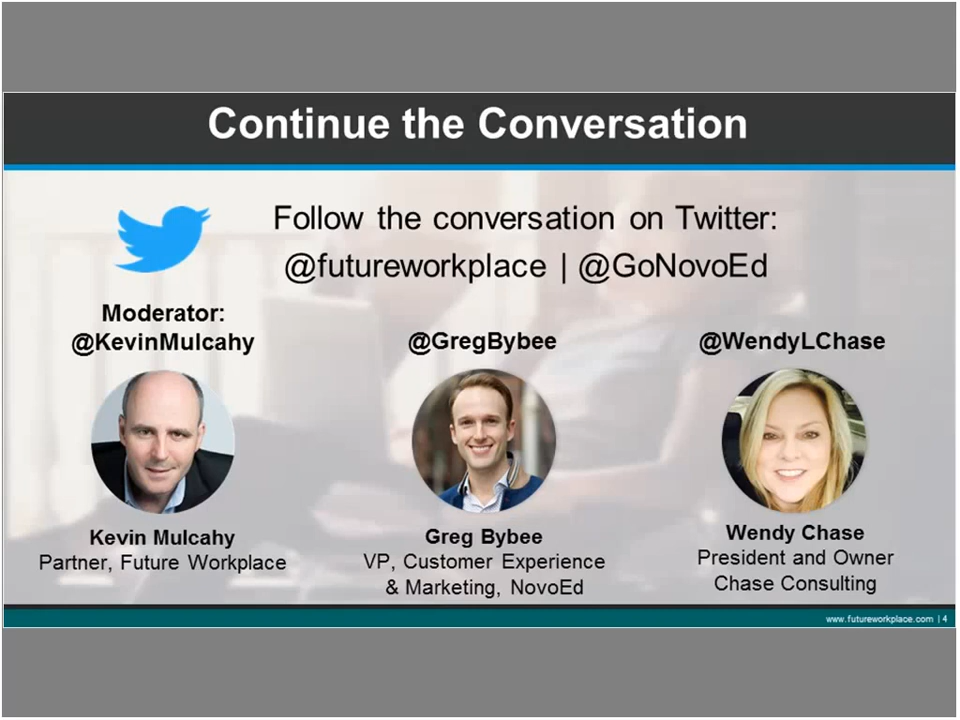 Continue the Conversation
Follow the conversation on Twitter:
@futureworkplace | @GoNovoEd
Moderator:
@KevinMulcahy
@GregBybee
@WendyLChase
Kevin Mulcahy
Partner, Future Workplace
Greg Bybee
VP, Customer Experience
& Marketing, NovoEd
Wendy Chase
President and Owner
Chase Consulting
www.futureworkplace.com | 4